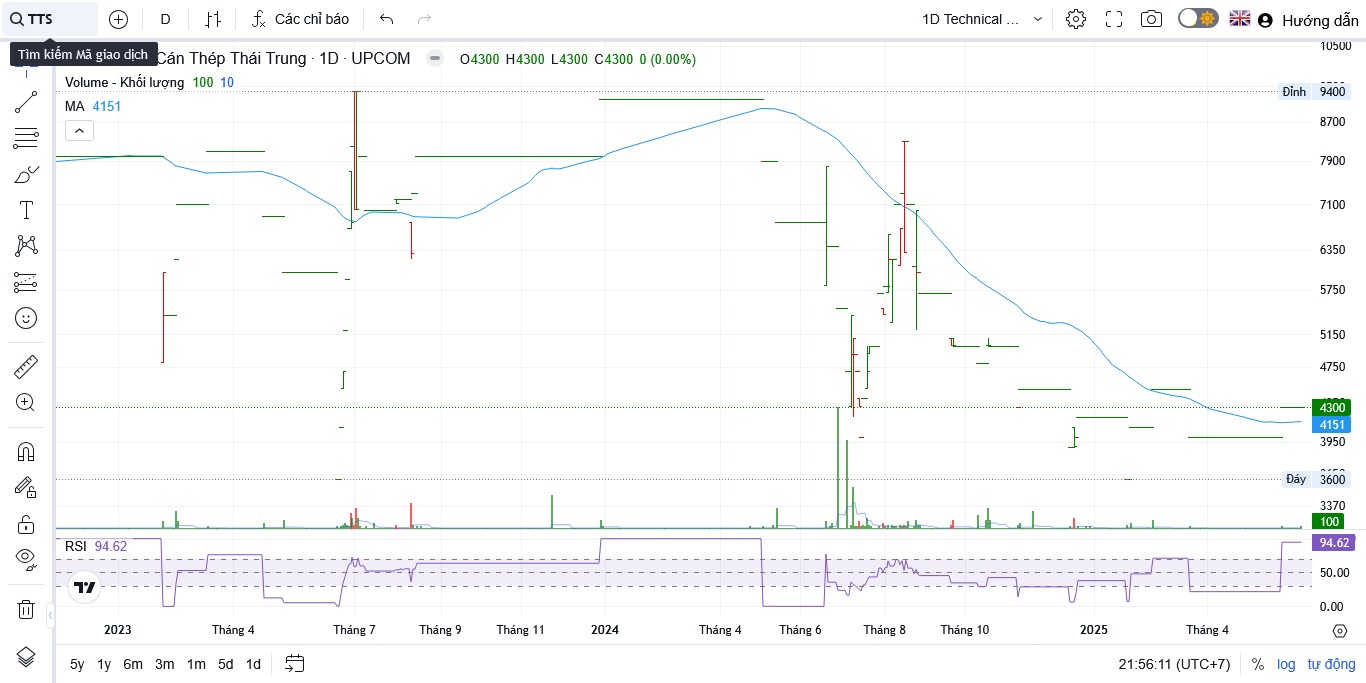 TTS
D
Các chỉ báo
1D Technical ...
Hướng dẫn
Tìm kiếm Mã giao dịch
Cán Thép Thái Trung · 1D · UPCOM
O4300 H4300 L4300 C4300 0 (0.00%)
Volume - Khối lượng 100 10
MA 4151
10500
Đỉnh 9400
8700
7900
7100
6350
5750
5150
4750
4300
4151
3950
Đáy 3600
3370
100
RSI 94.62
94.62
50.00
0.00
2023 Tháng 4 Tháng 7 Tháng 9 Tháng 11 2024 Tháng 4 Tháng 6 Tháng 8 Tháng 10 2025 Tháng 4
5y 1y 6m 3m 1m 5d 1d
21:56:11 (UTC+7) % log tự động